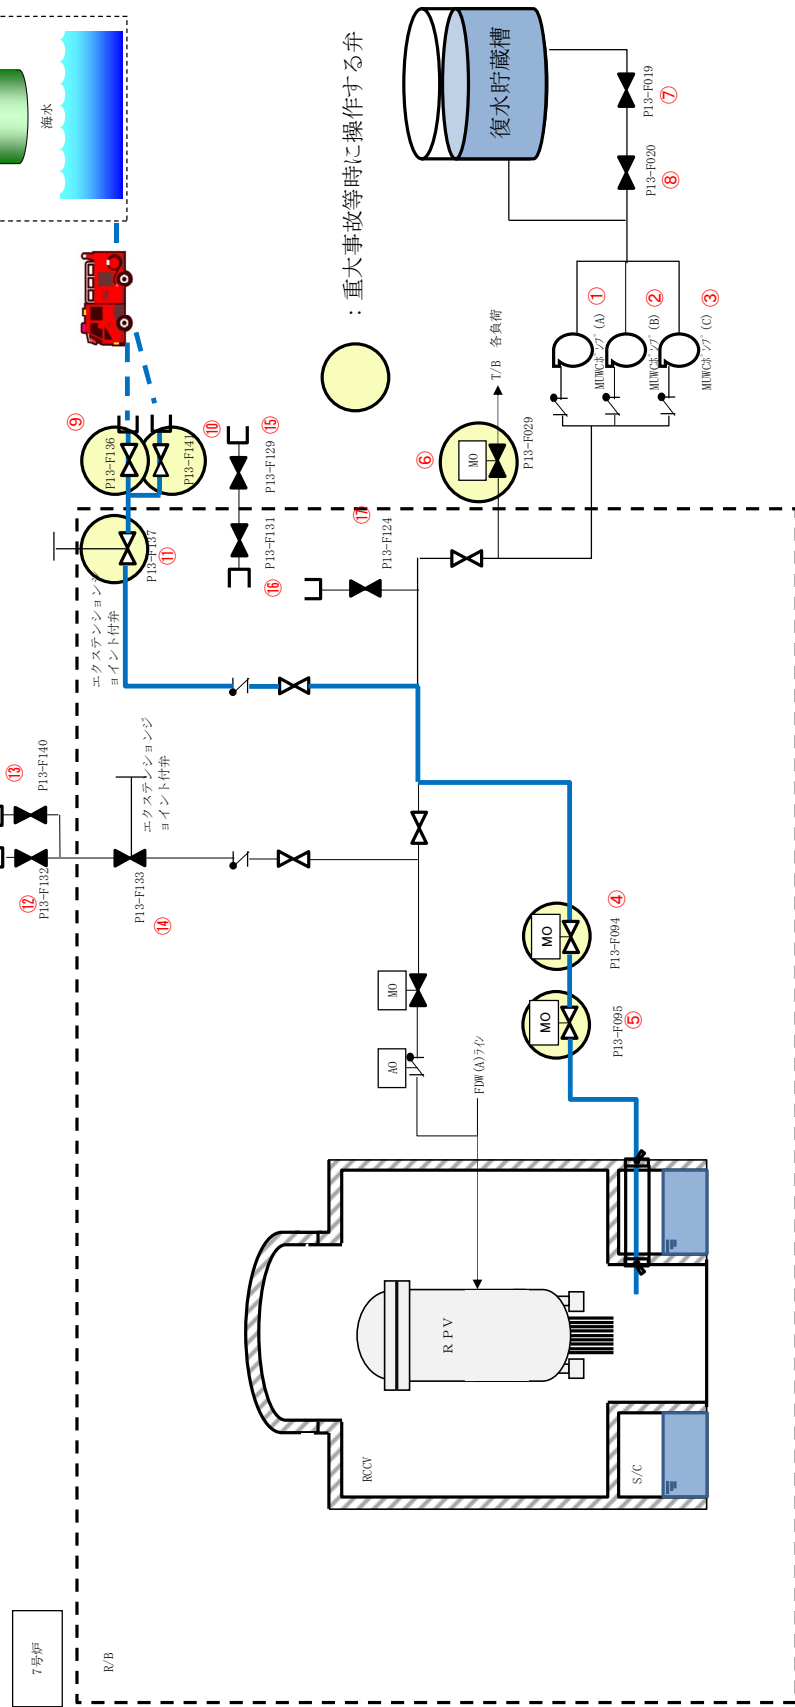 海水
：重大事故等時に操作する弁
復水貯蔵槽
P13-F019
⑦
P13-F020
⑧
MUWCポンプ(A)
①
MUWCポンプ(B)
②
MUWCポンプ(C)
③
T/B 各負荷
⑥
MO
P13-F029
⑨
P13-F136
⑩
P13-F141
⑮
P13-F129
P13-F131
⑯
⑰
P13-F124
P13-F137
⑪
エクステンションジ
ョイント付弁
⑬
P13-F140
⑫
P13-F132
エクステンションジ
ョイント付弁
P13-F133
⑭
MO
AO
FDW(A)ライン
MO
P13-F094
④
MO
P13-F095
⑤
RPV
RCCV
S/C
7号炉
R/B